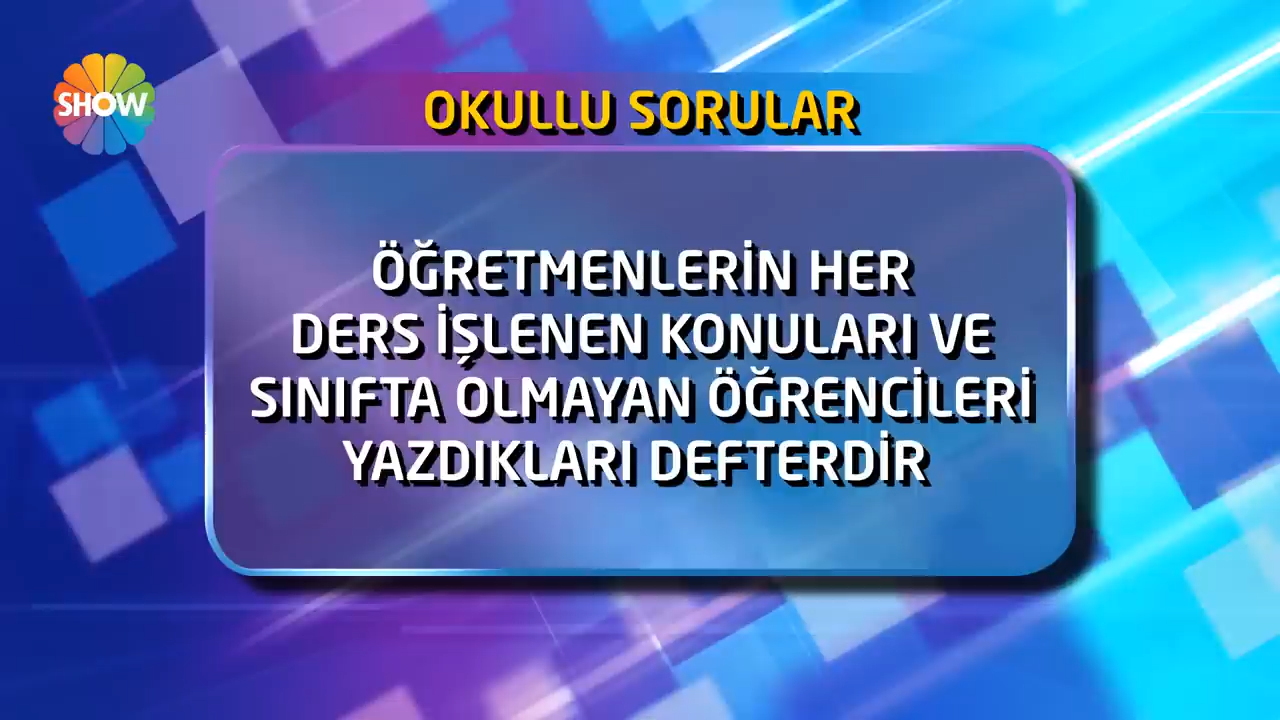 SHOW
OKULLU SORULAR
ÖĞRETMENLERİN HER
DERS İŞLENEN KONULARI VE
SINIFTA OLMAYAN ÖĞRENCİLERİ
YAZDIKLARI DEFTERDİR